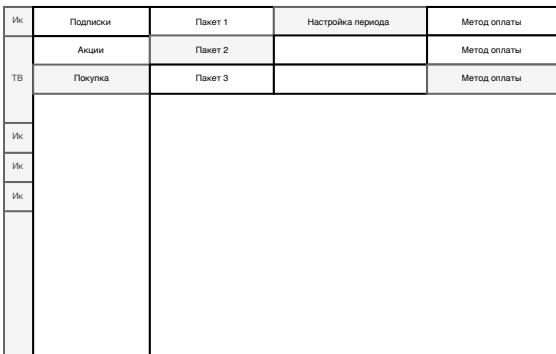 Ик Подписки Пакет 1 Настройка периода Метод оплаты
Акции Пакет 2 Метод оплаты
ТВ Покупка Пакет 3 Метод оплаты
Ик
Ик
Ик